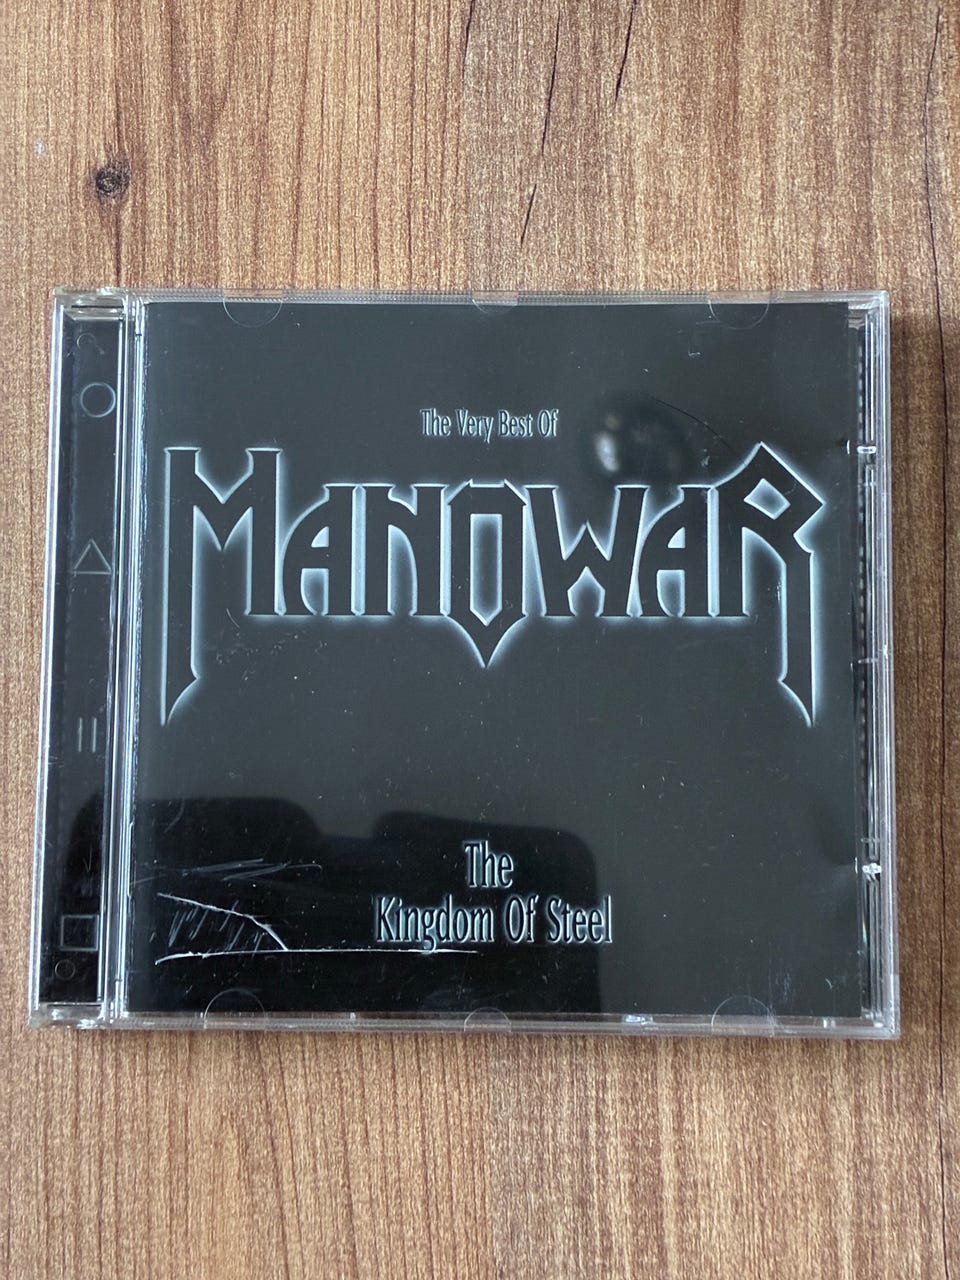 The Very Best Of
MANOWAR
The
Kingdom Of Steel